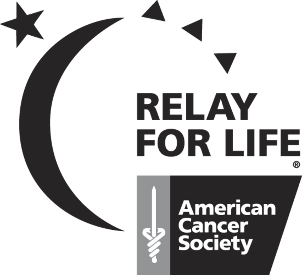 RELAY
FOR LIFE
®
American
Cancer
Society